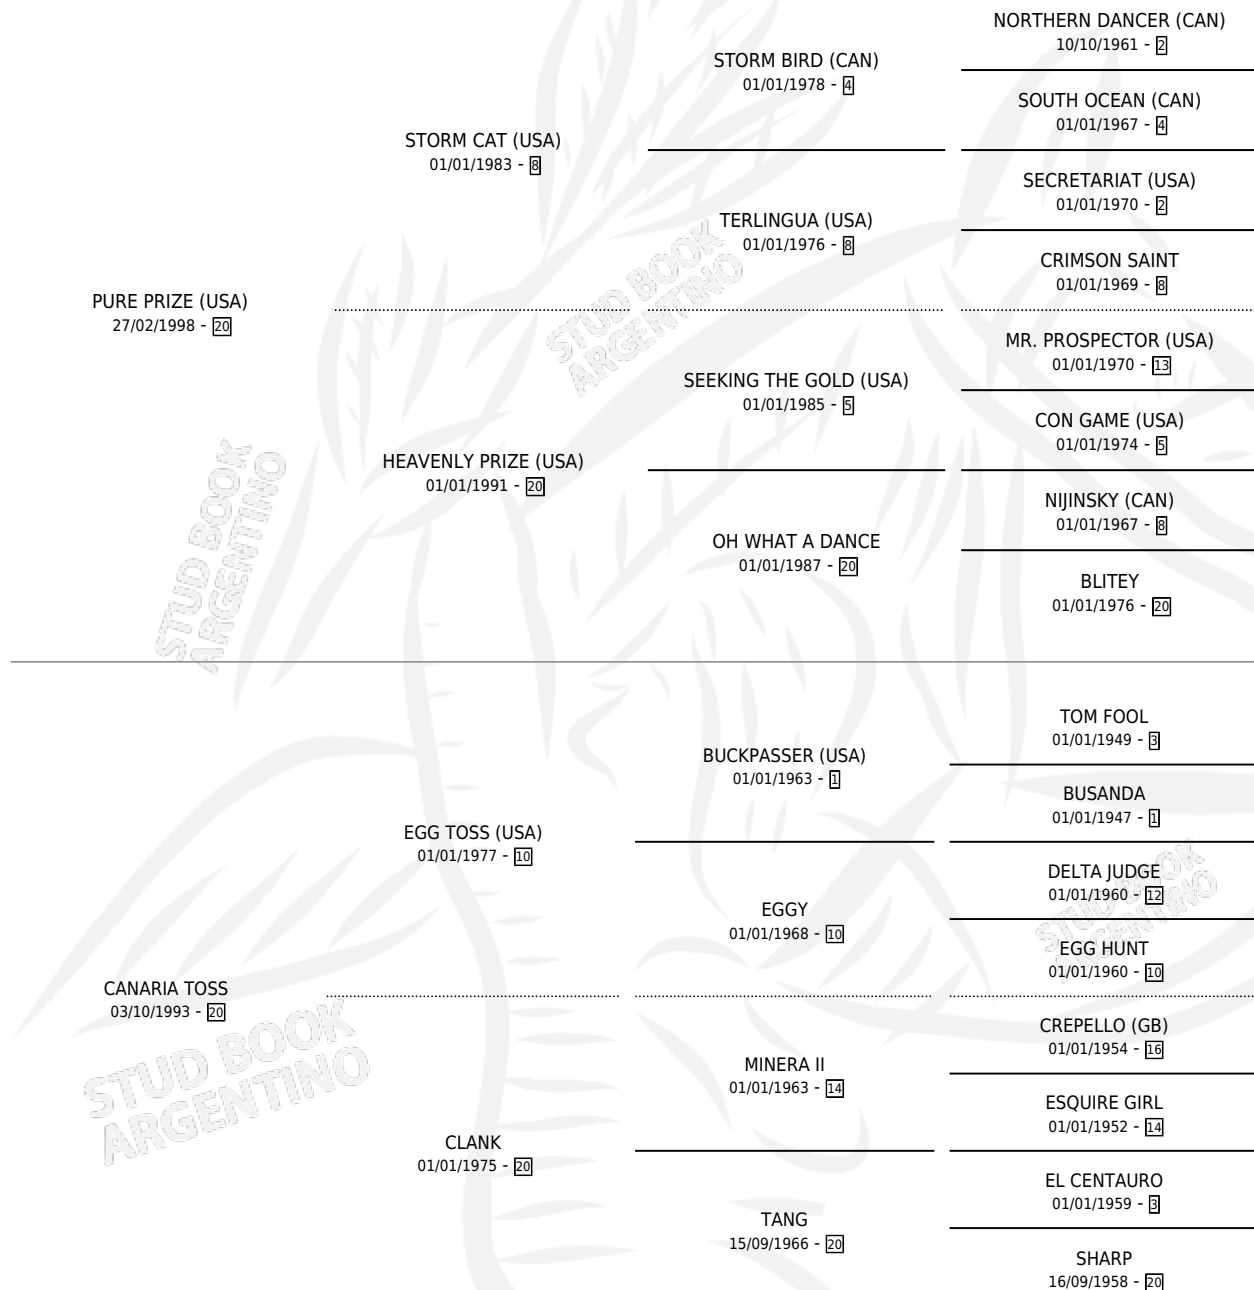 NORTHERN DANCER (CAN)
10/10/1961 - 2
STORM BIRD (CAN)
01/01/1978 - 4
SOUTH OCEAN (CAN)
01/01/1967 - 4
STORM CAT (USA)
01/01/1983 - 8
SECRETARIAT (USA)
01/01/1970 - 2
TERLINGUA (USA)
01/01/1976 - 8
CRIMSON SAINT
01/01/1969 - 8
PURE PRIZE (USA)
27/02/1998 - 20
MR. PROSPECTOR (USA)
01/01/1970 - 13
SEEKING THE GOLD (USA)
01/01/1985 - 5
CON GAME (USA)
01/01/1974 - 5
HEAVENLY PRIZE (USA)
01/01/1991 - 20
NIJINSKY (CAN)
01/01/1967 - 8
OH WHAT A DANCE
01/01/1987 - 20
BLITEY
01/01/1976 - 20
TOM FOOL
01/01/1949 - 3
BUCKPASSER (USA)
01/01/1963 - 1
BUSANDA
01/01/1947 - 1
EGG TOSS (USA)
01/01/1977 - 10
DELTA JUDGE
01/01/1960 - 12
EGGY
01/01/1968 - 10
EGG HUNT
01/01/1960 - 10
CANARIA TOSS
03/10/1993 - 20
CREPELLO (GB)
01/01/1954 - 16
MINERA II
01/01/1963 - 14
ESQUIRE GIRL
01/01/1952 - 14
CLANK
01/01/1975 - 20
EL CENTAURO
01/01/1959 - 3
TANG
15/09/1966 - 20
SHARP
16/09/1958 - 20
STUD BOOK
ARGENTINO
STUD BOOK
ARGENTINO
STUD BOOK
ARGENTINO
STUD BOOK
ARGENTINO